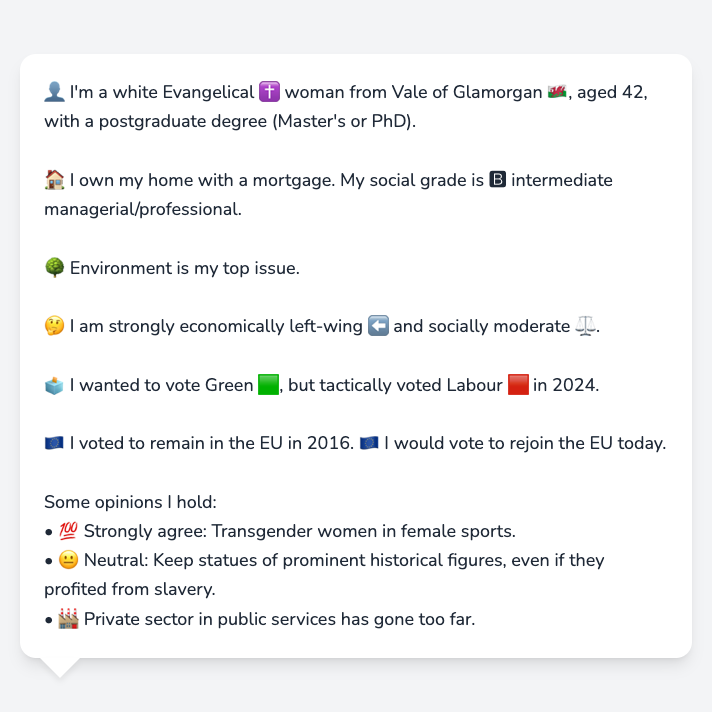 👤 I'm a white Evangelical ✝️ woman from Vale of Glamorgan 🏴󠁧󠁢󠁷󠁬󠁳󠁿, aged 42,
with a postgraduate degree (Master's or PhD).
🏠 I own my home with a mortgage. My social grade is 🅱 intermediate
managerial/professional.
🌳 Environment is my top issue.
🤔 I am strongly economically left-wing ⬅️ and socially moderate ⚖️.
🗳️ I wanted to vote Green 🟩, but tactically voted Labour 🟥 in 2024.
🇪🇺 I voted to remain in the EU in 2016. 🇪🇺 I would vote to rejoin the EU today.
Some opinions I hold:
• 💯 Strongly agree: Transgender women in female sports.
• 😐 Neutral: Keep statues of prominent historical figures, even if they
profited from slavery.
• 🏭 Private sector in public services has gone too far.